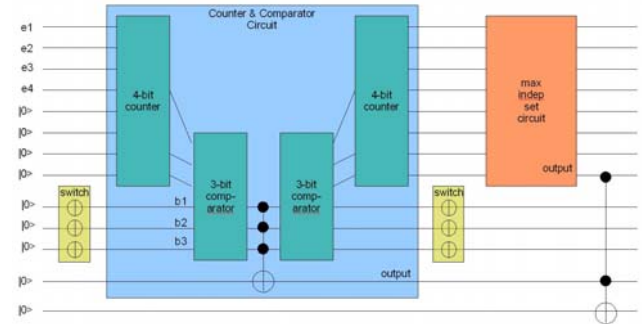 Counter & Comparator
Circuit
e1
e2
e3
e4
|0>
|0>
|0>
|0>
4-bit
counter
4-bit
counter
max
indep
set
circuit
output
switch
3-bit
comp-
arator
3-bit
comp-
arator
switch
|0>
|0>
|0>
b1
b2
b3
|0>
output
|0>